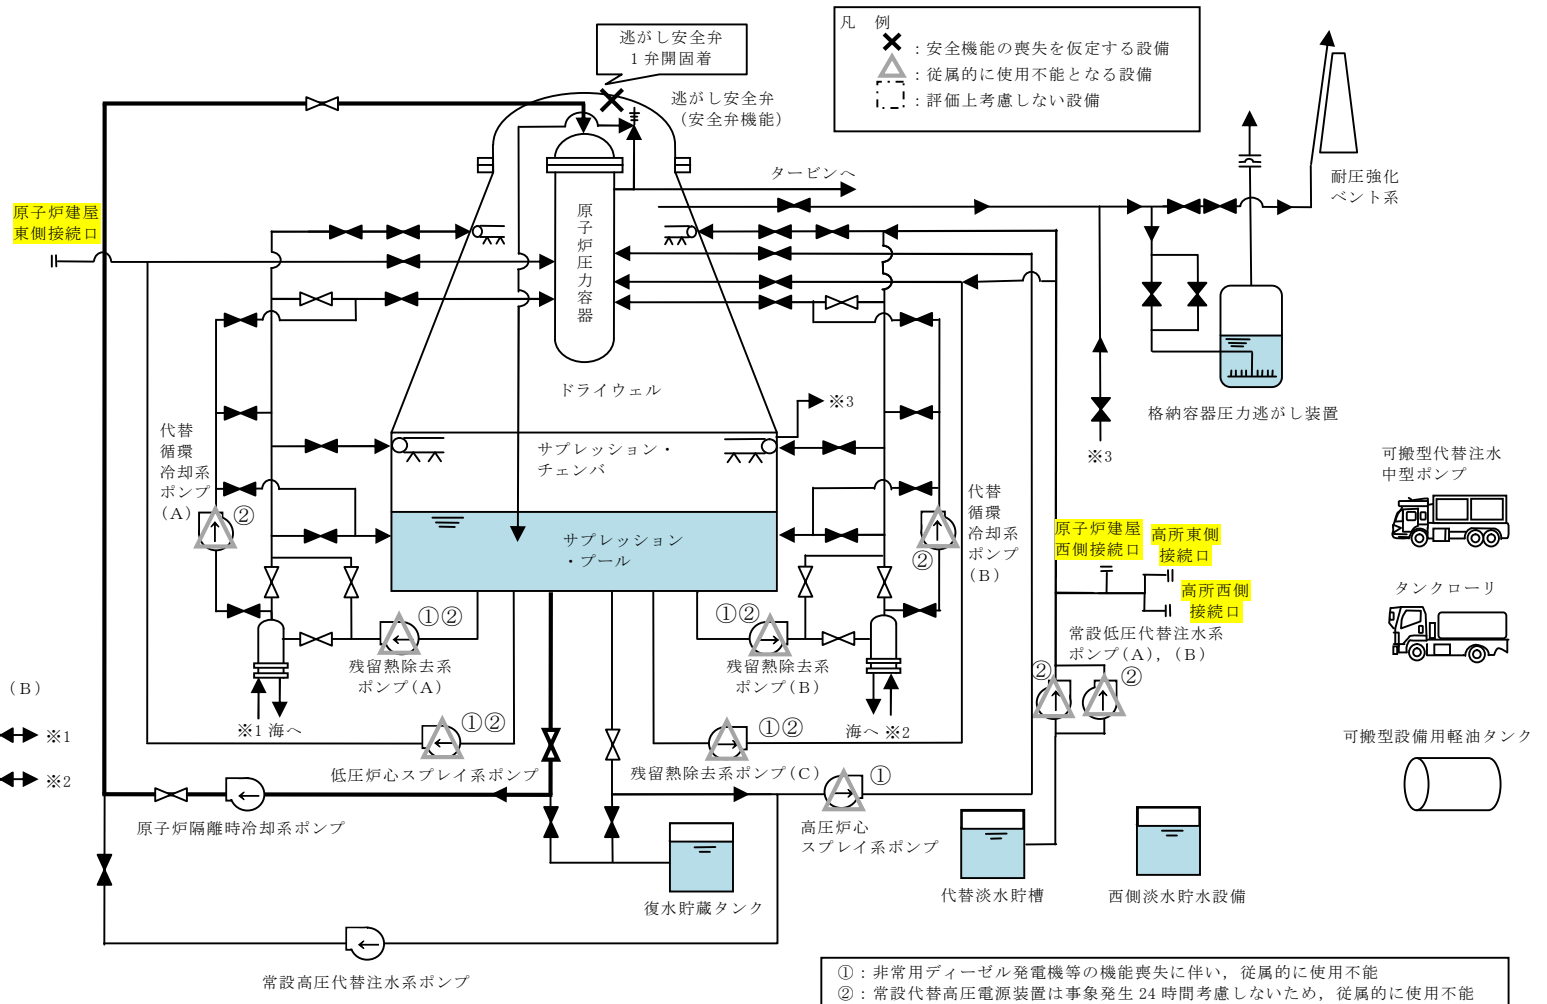 逃がし安全弁
1弁開固着
逃がし安全弁
（安全弁機能）
凡　例
：安全機能の喪失を仮定する設備
：従属的に使用不能となる設備
：評価上考慮しない設備
タービンへ
耐圧強化
ベント系
原子炉建屋
東側接続口
原子炉圧力容器
ドライウェル
※3
格納容器圧力逃がし装置
※3
代替
循環
冷却系
ポンプ
(A)
②
サプレッション・
チェンバ
サプレッション
・プール
代替
循環
冷却系
ポンプ
(B)
②
可搬型代替注水
中型ポンプ
原子炉建屋
西側接続口
高所東側
接続口
高所西側
接続口
タンクローリ
常設低圧代替注水系
ポンプ(A)，(B)
②
②
①②
残留熱除去系
ポンプ(A)
①②
残留熱除去系
ポンプ(B)
(B)
※1
※2
※1 海へ
海へ ※2
①②
低圧炉心スプレイ系ポンプ
①②
残留熱除去系ポンプ(C)
①
高圧炉心
スプレイ系ポンプ
可搬型設備用軽油タンク
原子炉隔離時冷却系ポンプ
復水貯蔵タンク
代替淡水貯槽
西側淡水貯水設備
常設高圧代替注水系ポンプ
①：非常用ディーゼル発電機等の機能喪失に伴い，従属的に使用不能
②：常設代替高圧電源装置は事象発生 24 時間考慮しないため，従属的に使用不能